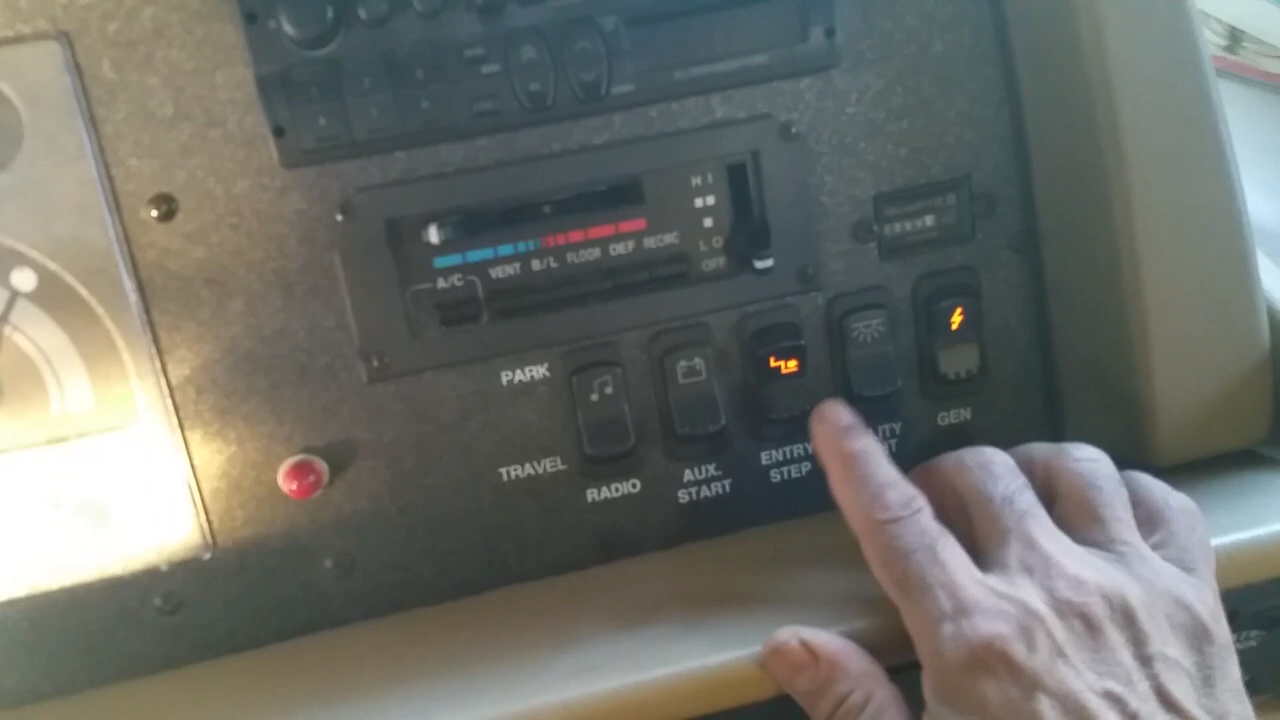 HI
LO
OFF
A/C VENT B/L FLOOR DEF RECIRC
PARK
TRAVEL
RADIO
AUX.
START
ENTRY
STEP
GEN